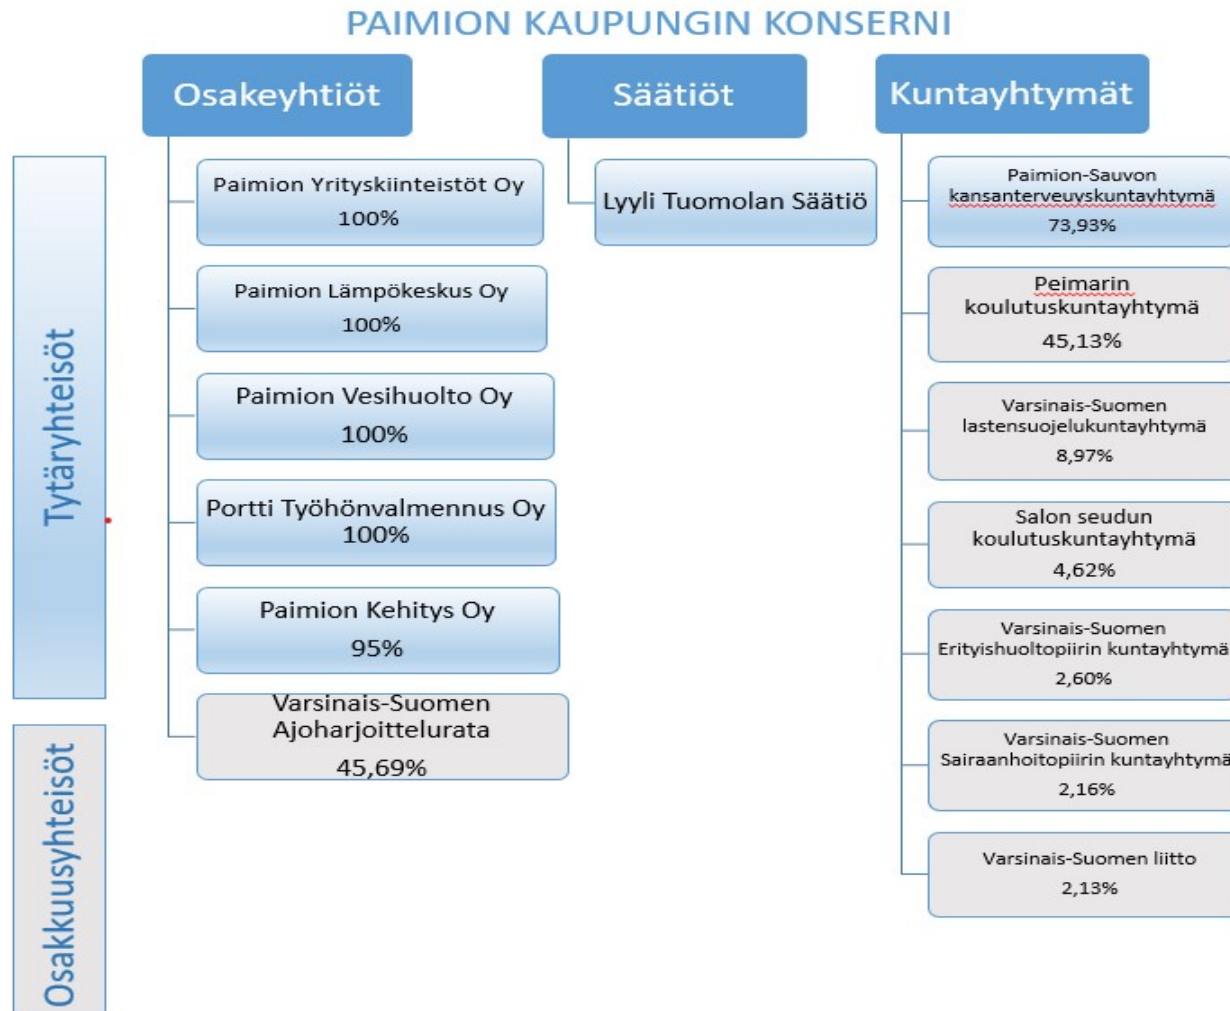 PAIMION KAUPUNGIN KONSERNI
Osakeyhtiöt
Säätiöt
Kuntayhtymät
Tytäryhteisöt
Osakkuusyhteisöt
Paimion Yrityskiinteistöt Oy
100%
Paimion Lämpökeskus Oy
100%
Paimion Vesihuolto Oy
100%
Portti Työhönvalmennus Oy
100%
Paimion Kehitys Oy
95%
Varsinais-Suomen
Ajoharjoittelurata
45,69%
Lyyli Tuomolan Säätiö
Paimion-Sauvon
kansanterveuyskuntayhtymä
73,93%
Peimarin
koulutuskuntayhtymä
45,13%
Varsinais-Suomen
lastensuojelukuntayhtymä
8,97%
Salon seudun
koulutuskuntayhtymä
4,62%
Varsinais-Suomen
Erityishuoltopiirin kuntayhtymä
2,60%
Varsinais-Suomen
Sairaanhoitopiirin kuntayhtymä
2,16%
Varsinais-Suomen liitto
2,13%